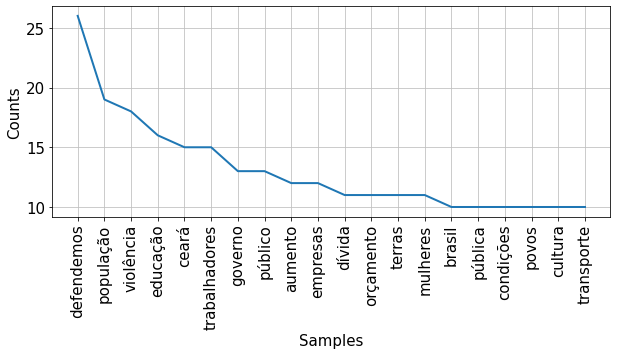 Counts
25
20
15
10
defendemos
população
violência
educação
ceará
trabalhadores
governo
público
aumento
empresas
dívida
orçamento
terras
mulheres
brasil
pública
condições
povos
cultura
transporte
Samples